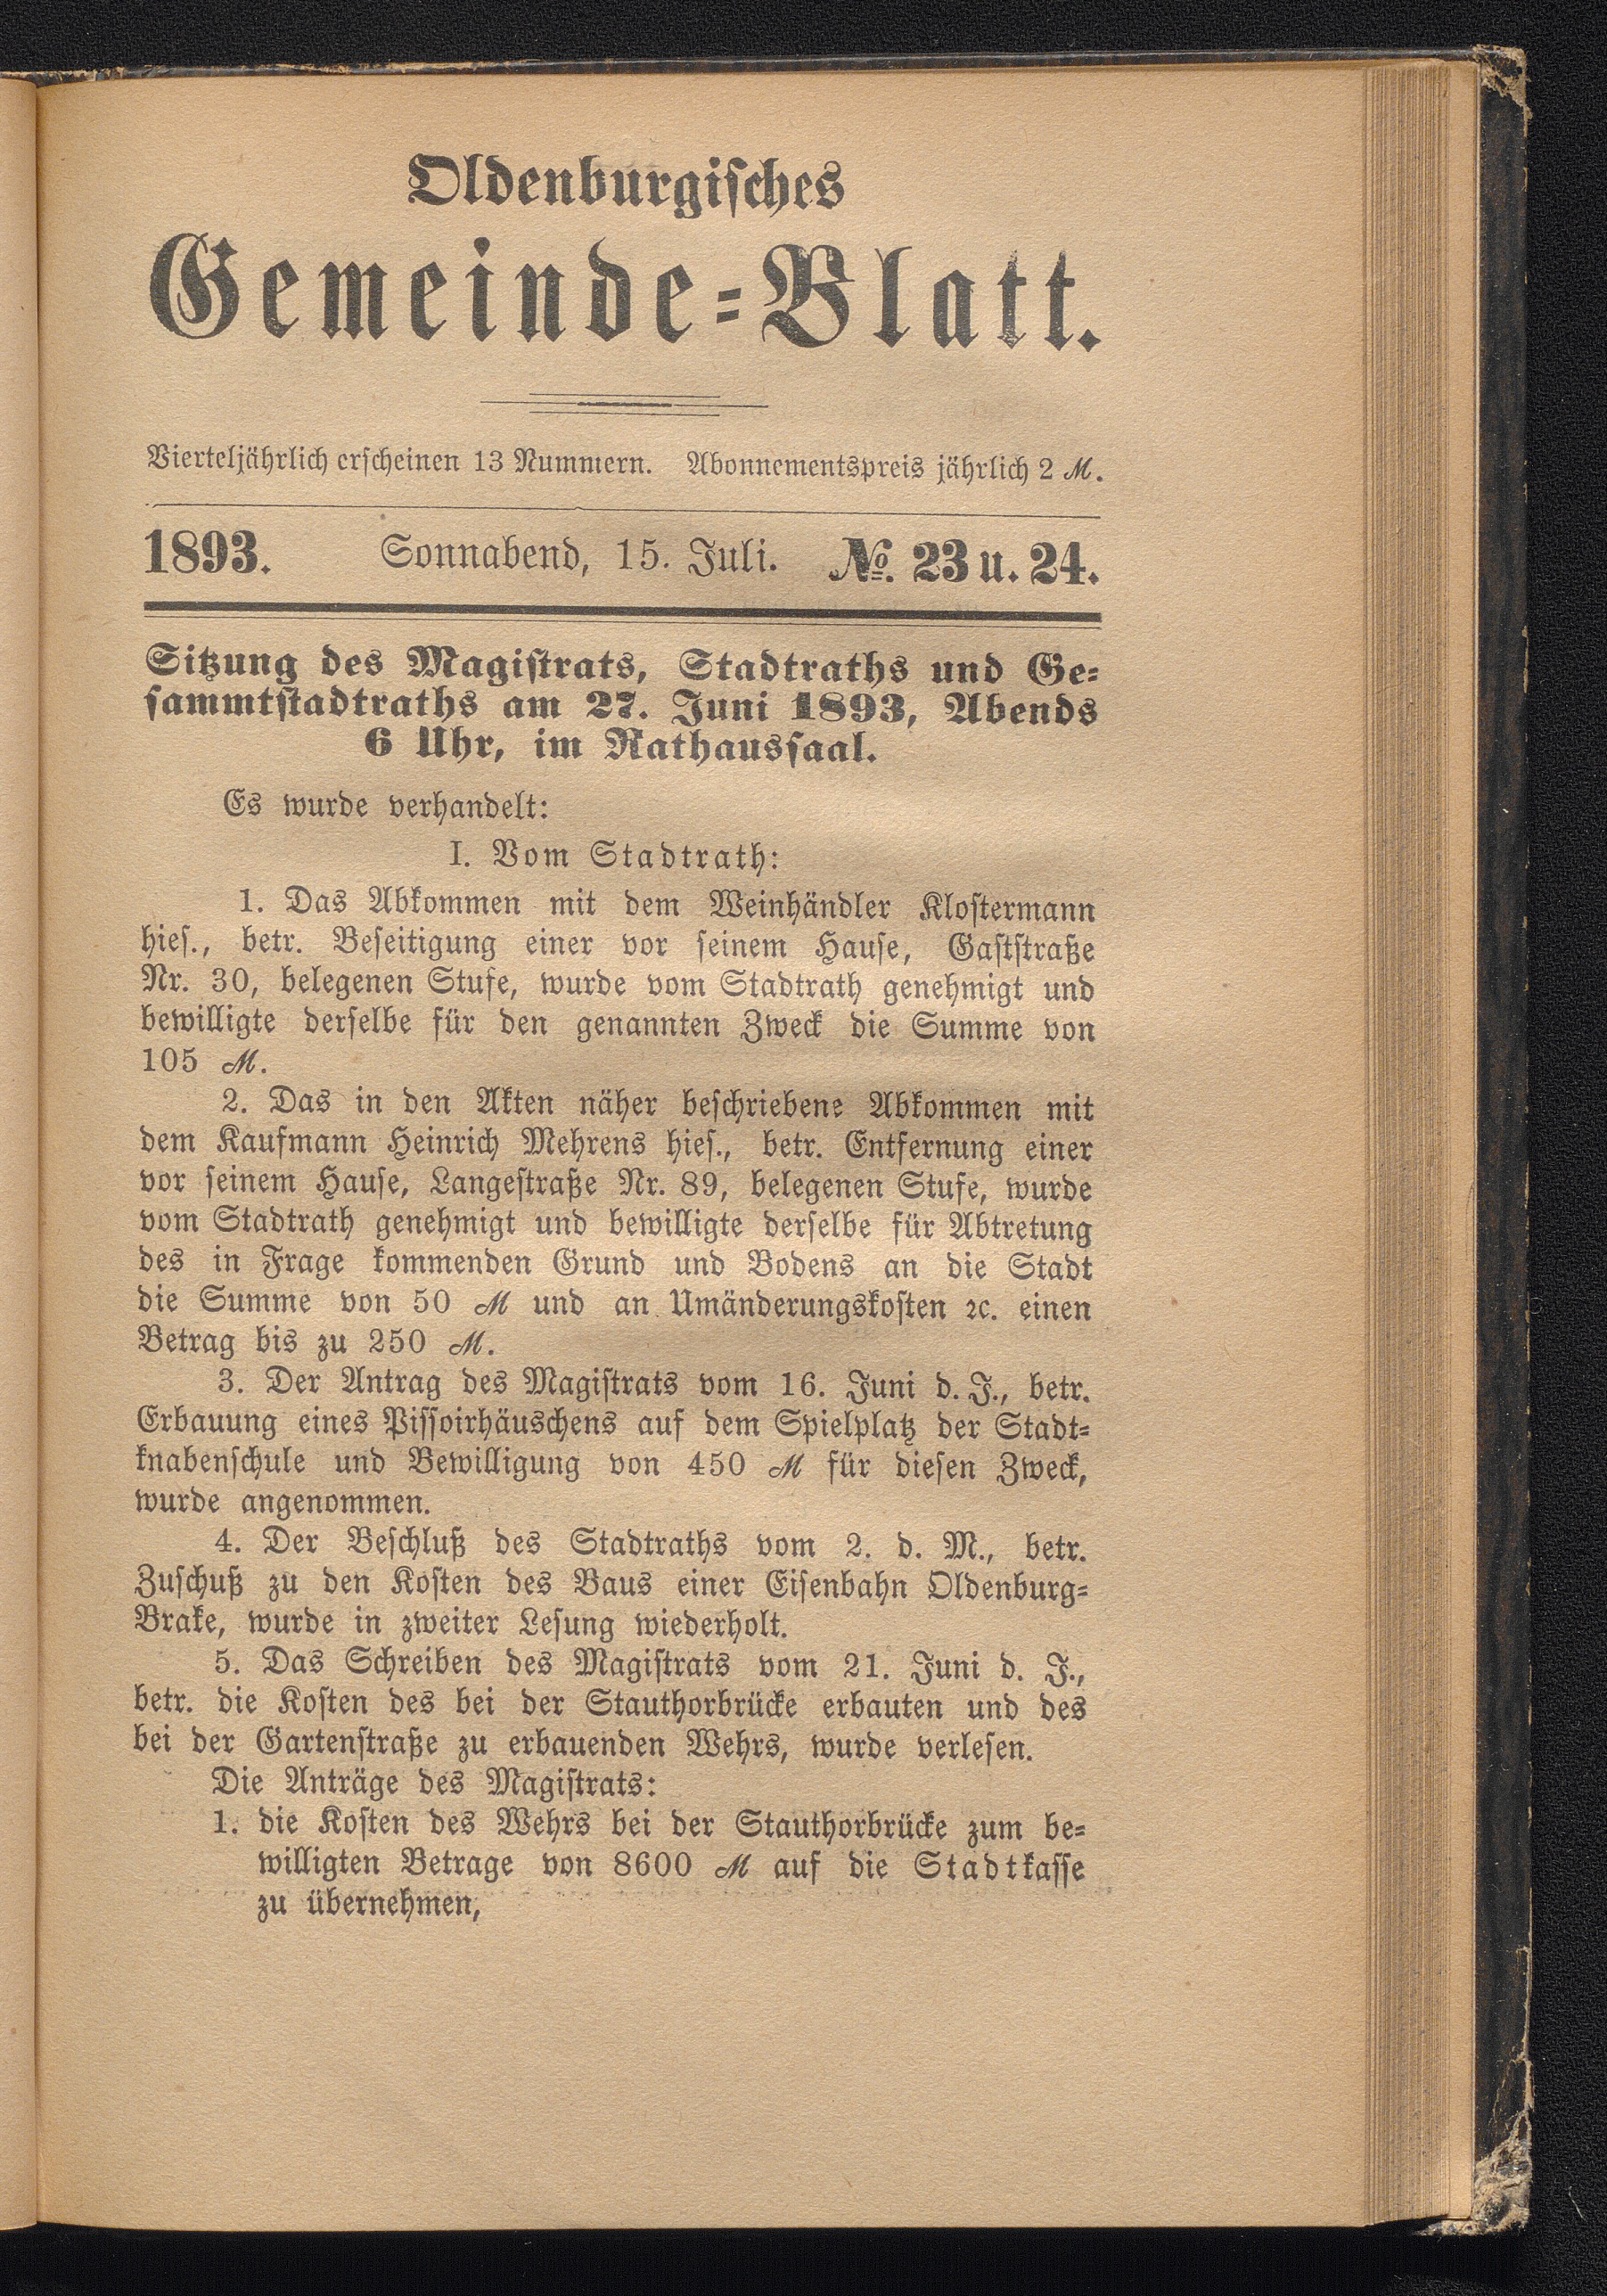 Oldenburgisches
Gemeinde-Blatt.
Vierteljährlich erscheinen 13 Nummern. Abonnementspreis jährlich 2 ℳ.
1893. Sonnabend, 15. Juli. №. 23 u. 24.
Sitzung des Magistrats, Stadtraths und Ge-
sammtstadtraths am 27. Juni 1893, Abends
6 Uhr, im Rathaussaal.
Es wurde verhandelt:
I. Vom Stadtrath:
1. Das Abkommen mit dem Weinhändler Klostermann
hies., betr. Beseitigung einer vor seinem Hause, Gaststraße
Nr. 30, belegenen Stufe, wurde vom Stadtrath genehmigt und
bewilligte derselbe für den genannten Zweck die Summe von
105 ℳ.
2. Das in den Akten näher beschriebene Abkommen mit
dem Kaufmann Heinrich Mehrens hies., betr. Entfernung einer
vor seinem Hause, Langestraße Nr. 89, belegenen Stufe, wurde
vom Stadtrath genehmigt und bewilligte derselbe für Abtretung
des in Frage kommenden Grund und Bodens an die Stadt
die Summe von 50 ℳ und an Umänderungskosten ꝛc. einen
Betrag bis zu 250 ℳ.
3. Der Antrag des Magistrats vom 16. Juni d. J., betr.
Erbauung eines Pissoirhäuschens auf dem Spielplatz der Stadt-
knabenschule und Bewilligung von 450 ℳ für diesen Zweck,
wurde angenommen.
4. Der Beschluß des Stadtraths vom 2. d. M., betr.
Zuschuß zu den Kosten des Baus einer Eisenbahn Oldenburg-
Brake, wurde in zweiter Lesung wiederholt.
5. Das Schreiben des Magistrats vom 21. Juni d. J.,
betr. die Kosten des bei der Stauthorbrücke erbauten und des
bei der Gartenstraße zu erbauenden Wehrs, wurde verlesen.
Die Anträge des Magistrats:
1. die Kosten des Wehrs bei der Stauthorbrücke zum be-
willigten Betrage von 8600 ℳ auf die Stadtkasse
zu übernehmen,